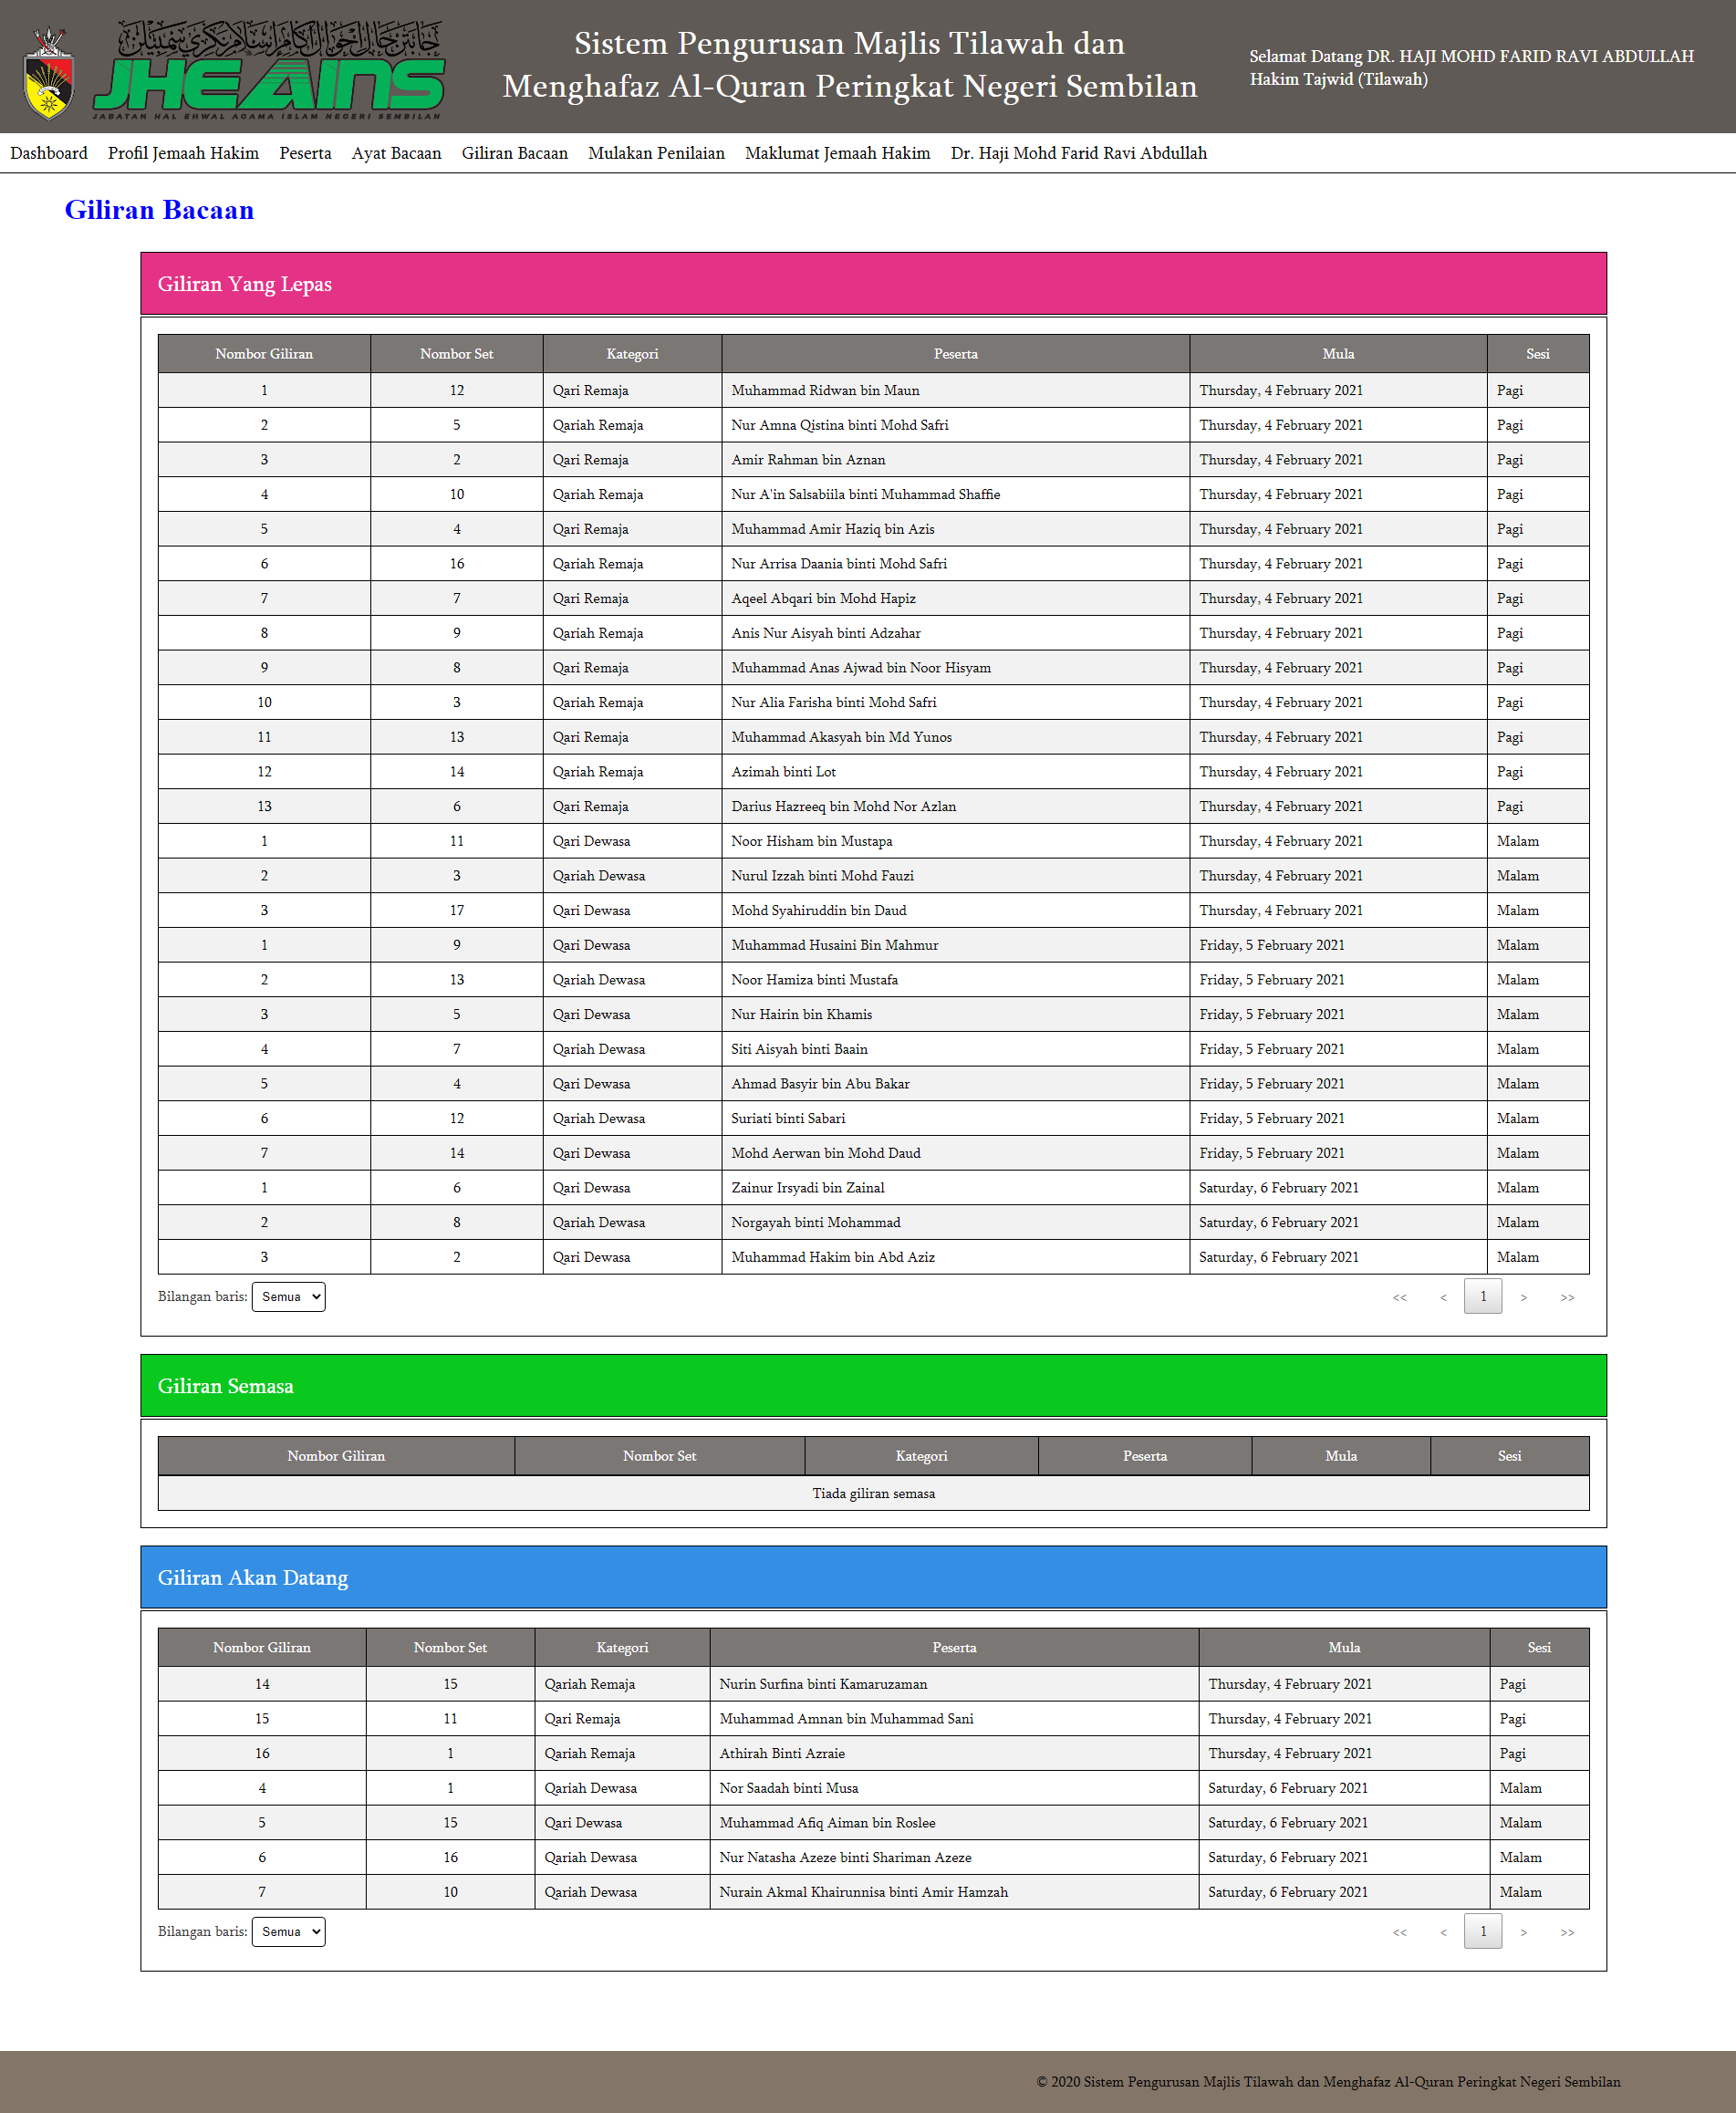 جابتن حال احوال اݢام اسلام نݢري سمبيلن
JHEAINS
JABATAN HAL EHWAL AGAMA ISLAM NEGERI SEMBILAN
Sistem Pengurusan Majlis Tilawah dan
Menghafaz Al-Quran Peringkat Negeri Sembilan
Selamat Datang DR. HAJI MOHD FARID RAVI ABDULLAH
Hakim Tajwid (Tilawah)
Dashboard Profil Jemaah Hakim Peserta Ayat Bacaan Giliran Bacaan Mulakan Penilaian Maklumat Jemaah Hakim Dr. Haji Mohd Farid Ravi Abdullah
Giliran Bacaan
Giliran Yang Lepas
Nombor Giliran Nombor Set Kategori Peserta Mula Sesi
1 12 Qari Remaja Muhammad Ridwan bin Maun Thursday, 4 February 2021 Pagi
2 5 Qariah Remaja Nur Amna Qistina binti Mohd Safri Thursday, 4 February 2021 Pagi
3 2 Qari Remaja Amir Rahman bin Aznan Thursday, 4 February 2021 Pagi
4 10 Qariah Remaja Nur A'in Salsabiila binti Muhammad Shaffie Thursday, 4 February 2021 Pagi
5 4 Qari Remaja Muhammad Amir Haziq bin Azis Thursday, 4 February 2021 Pagi
6 16 Qariah Remaja Nur Arrisa Daania binti Mohd Safri Thursday, 4 February 2021 Pagi
7 7 Qari Remaja Aqeel Abqari bin Mohd Hapiz Thursday, 4 February 2021 Pagi
8 9 Qariah Remaja Anis Nur Aisyah binti Adzahar Thursday, 4 February 2021 Pagi
9 8 Qari Remaja Muhammad Anas Ajwad bin Noor Hisyam Thursday, 4 February 2021 Pagi
10 3 Qariah Remaja Nur Alia Farisha binti Mohd Safri Thursday, 4 February 2021 Pagi
11 13 Qari Remaja Muhammad Akasyah bin Md Yunos Thursday, 4 February 2021 Pagi
12 14 Qariah Remaja Azimah binti Lot Thursday, 4 February 2021 Pagi
13 6 Qari Remaja Darius Hazreeq bin Mohd Nor Azlan Thursday, 4 February 2021 Pagi
1 11 Qari Dewasa Noor Hisham bin Mustapa Thursday, 4 February 2021 Malam
2 3 Qariah Dewasa Nurul Izzah binti Mohd Fauzi Thursday, 4 February 2021 Malam
3 17 Qari Dewasa Mohd Syahiruddin bin Daud Thursday, 4 February 2021 Malam
1 9 Qari Dewasa Muhammad Husaini Bin Mahmur Friday, 5 February 2021 Malam
2 13 Qariah Dewasa Noor Hamiza binti Mustafa Friday, 5 February 2021 Malam
3 5 Qari Dewasa Nur Hairin bin Khamis Friday, 5 February 2021 Malam
4 7 Qariah Dewasa Siti Aisyah binti Baain Friday, 5 February 2021 Malam
5 4 Qari Dewasa Ahmad Basyir bin Abu Bakar Friday, 5 February 2021 Malam
6 12 Qariah Dewasa Suriati binti Sabari Friday, 5 February 2021 Malam
7 14 Qari Dewasa Mohd Aerwan bin Mohd Daud Friday, 5 February 2021 Malam
1 6 Qari Dewasa Zainur Irsyadi bin Zainal Saturday, 6 February 2021 Malam
2 8 Qariah Dewasa Norgayah binti Mohammad Saturday, 6 February 2021 Malam
3 2 Qari Dewasa Muhammad Hakim bin Abd Aziz Saturday, 6 February 2021 Malam
Bilangan baris: Semua << < 1 > >>
Giliran Semasa
Nombor Giliran Nombor Set Kategori Peserta Mula Sesi
Tiada giliran semasa
Giliran Akan Datang
Nombor Giliran Nombor Set Kategori Peserta Mula Sesi
14 15 Qariah Remaja Nurin Surfina binti Kamaruzaman Thursday, 4 February 2021 Pagi
15 11 Qari Remaja Muhammad Amnan bin Muhammad Sani Thursday, 4 February 2021 Pagi
16 1 Qariah Remaja Athirah Binti Azraie Thursday, 4 February 2021 Pagi
4 1 Qariah Dewasa Nor Saadah binti Musa Saturday, 6 February 2021 Malam
5 15 Qari Dewasa Muhammad Afiq Aiman bin Roslee Saturday, 6 February 2021 Malam
6 16 Qariah Dewasa Nur Natasha Azeze binti Shariman Azeze Saturday, 6 February 2021 Malam
7 10 Qariah Dewasa Nurain Akmal Khairunnisa binti Amir Hamzah Saturday, 6 February 2021 Malam
Bilangan baris: Semua << < 1 > >>
© 2020 Sistem Pengurusan Majlis Tilawah dan Menghafaz Al-Quran Peringkat Negeri Sembilan